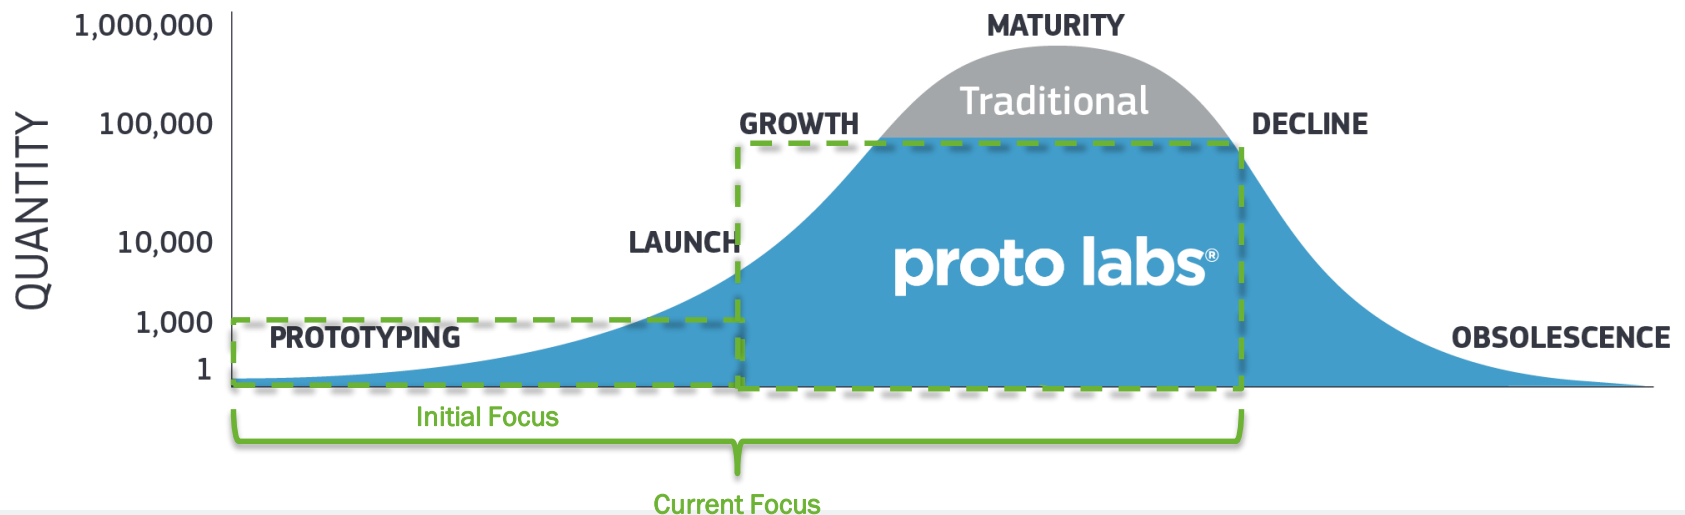 1,000,000
MATURITY
Traditional
100,000
GROWTH
DECLINE
QUANTITY
10,000
LAUNCH
proto labs®
1,000
PROTOTYPING
OBSOLESCENCE
1
Initial Focus
Current Focus